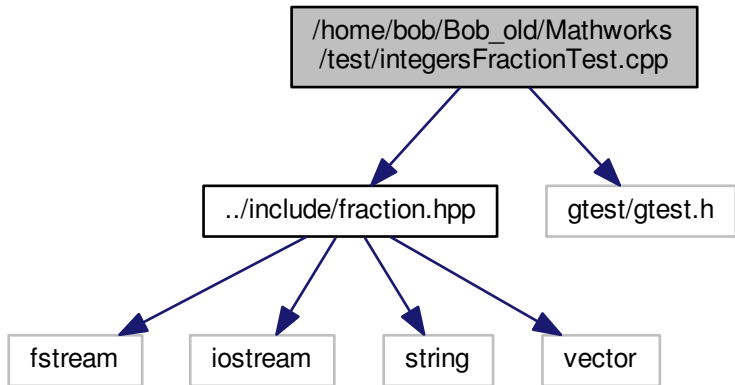 /home/bob/Bob_old/Mathworks
/test/integersFractionTest.cpp
../include/fraction.hpp
gtest/gtest.h
fstream
iostream
string
vector